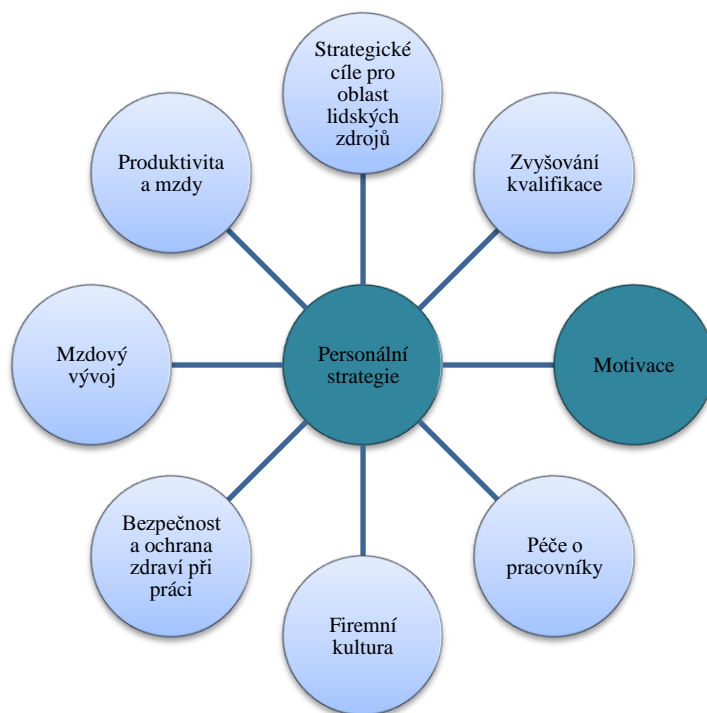 Strategické
cíle pro
oblast
lidských
zdrojů
Produktivita
a mzdy
Zvyšování
kvalifikace
Mzdový
vývoj
Personální
strategie
Motivace
Bezpečnost
a ochrana
zdraví při
práci
Péče o
pracovníky
Firemní
kultura